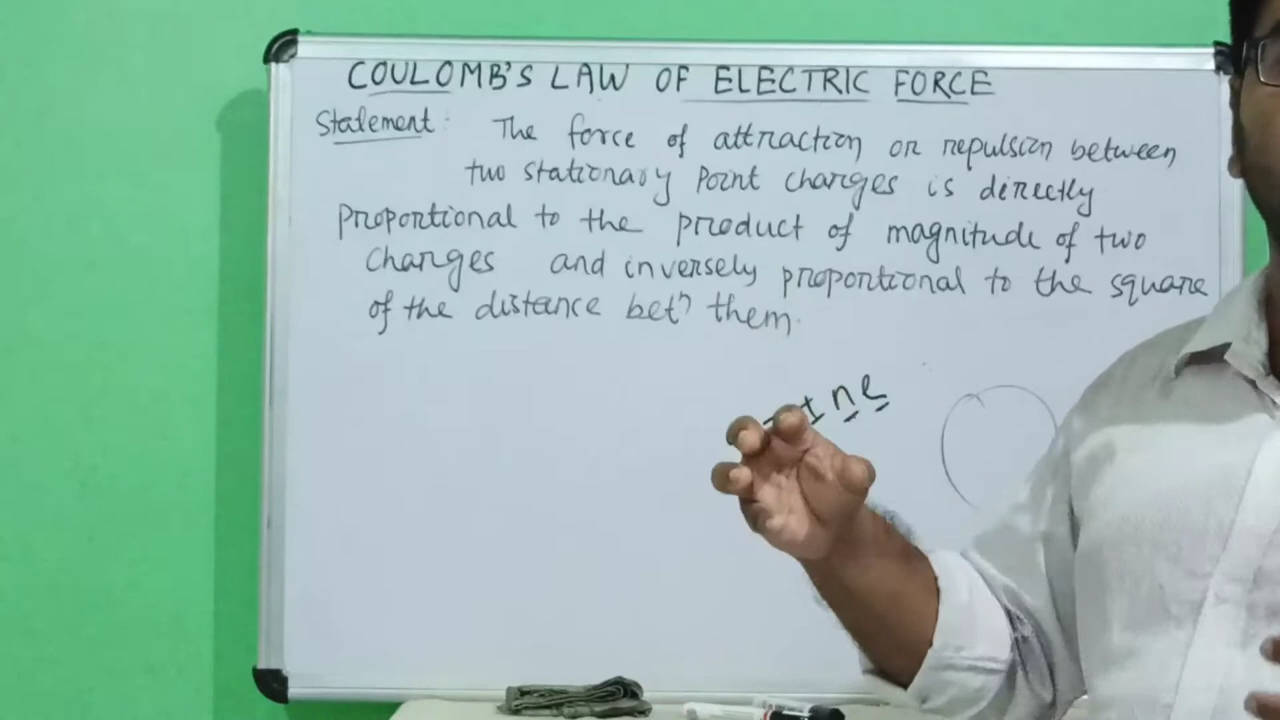 COULOMB'S LAW OF ELECTRIC FORCE
Statement: The force of attraction or repulsion between
two stationary point charges is directly
proportional to the product of magnitude of two
charges and inversely proportional to the square
of the distance betⁿ them.
± ne